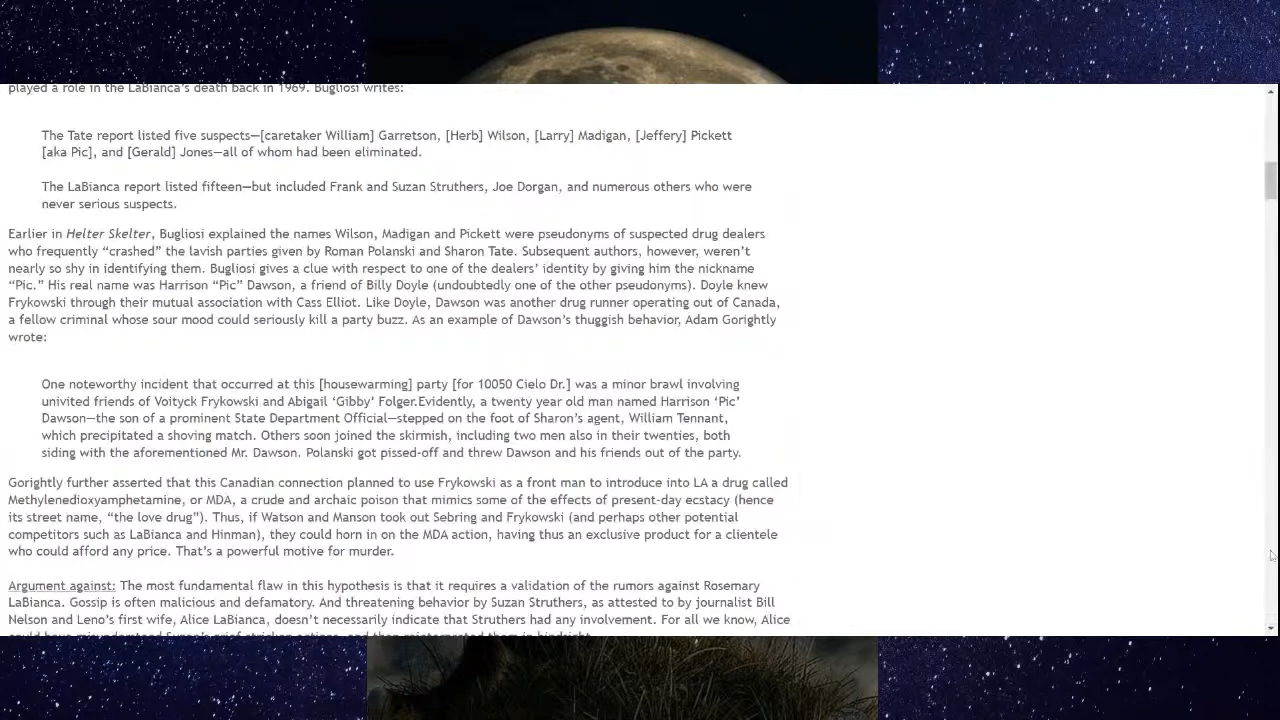 played a role in the LaBianca's death back in 1969. Bugliosi writes:
The Tate report listed five suspects—[caretaker William] Garretson, [Herb] Wilson, [Larry] Madigan, [Jeffery] Pickett
[aka Pic], and [Gerald] Jones—all of whom had been eliminated.
The LaBianca report listed fifteen—but included Frank and Suzan Struthers, Joe Dorgan, and numerous others who were
never serious suspects.
Earlier in Helter Skelter, Bugliosi explained the names Wilson, Madigan and Pickett were pseudonyms of suspected drug dealers
who frequently “crashed” the lavish parties given by Roman Polanski and Sharon Tate. Subsequent authors, however, weren’t
nearly so shy in identifying them. Bugliosi gives a clue with respect to one of the dealers’ identity by giving him the nickname
“Pic.” His real name was Harrison “Pic” Dawson, a friend of Billy Doyle (undoubtedly one of the other pseudonyms). Doyle knew
Frykowski through their mutual association with Cass Elliot. Like Doyle, Dawson was another drug runner operating out of Canada,
a fellow criminal whose sour mood could seriously kill a party buzz. As an example of Dawson’s thuggish behavior, Adam Gorightly
wrote:
One noteworthy incident that occurred at this [housewarming] party [for 10050 Cielo Dr.] was a minor brawl involving
univited friends of Voityck Frykowski and Abigail ‘Gibby’ Folger.Evidently, a twenty year old man named Harrison ‘Pic’
Dawson—the son of a prominent State Department Official—stepped on the foot of Sharon’s agent, William Tennant,
which precipitated a shoving match. Others soon joined the skirmish, including two men also in their twenties, both
siding with the aforementioned Mr. Dawson. Polanski got pissed-off and threw Dawson and his friends out of the party.
Gorightly further asserted that this Canadian connection planned to use Frykowski as a front man to introduce into LA a drug called
Methylenedioxyamphetamine, or MDA, a crude and archaic poison that mimics some of the effects of present-day ecstacy (hence
its street name, “the love drug”). Thus, if Watson and Manson took out Sebring and Frykowski (and perhaps other potential
competitors such as LaBianca and Hinman), they could horn in on the MDA action, having thus an exclusive product for a clientele
who could afford any price. That’s a powerful motive for murder.
Argument against: The most fundamental flaw in this hypothesis is that it requires a validation of the rumors against Rosemary
LaBianca. Gossip is often malicious and defamatory. And threatening behavior by Suzan Struthers, as attested to by journalist Bill
Nelson and Leno’s first wife, Alice LaBianca, doesn’t necessarily indicate that Struthers had any involvement. For all we know, Alice